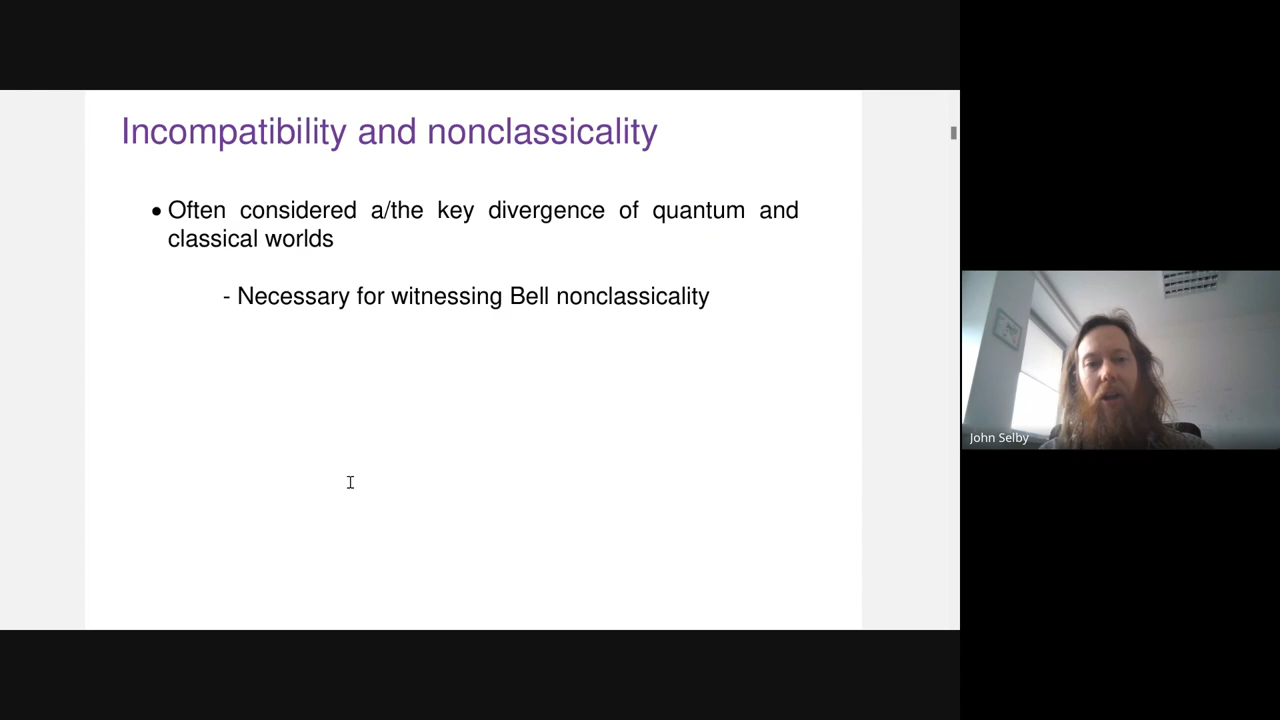 Incompatibility and nonclassicality
• Often considered a/the key divergence of quantum and
classical worlds
- Necessary for witnessing Bell nonclassicality
John Selby